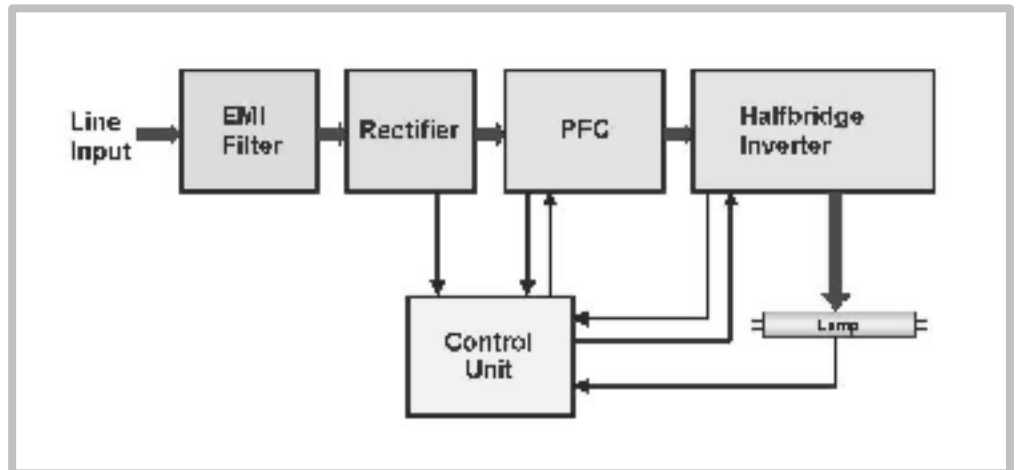 Line
Input
EMI
Filter
Rectifier
PFC
Halfbridge
Inverter
Control
Unit
Lamp